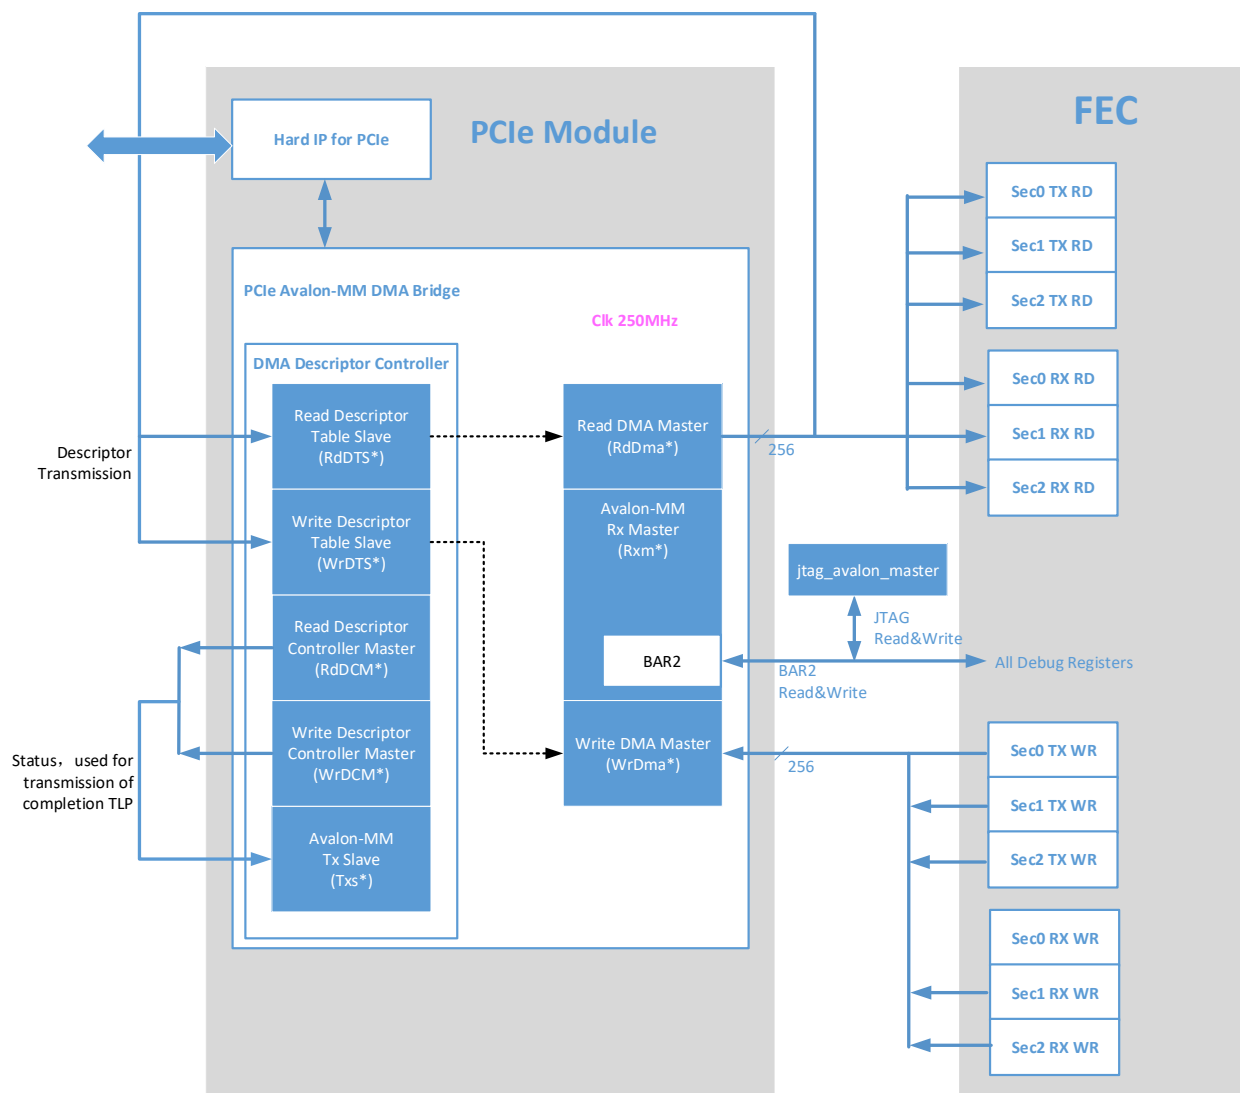 PCIe Module
FEC
Hard IP for PCIe
PCIe Avalon-MM DMA Bridge
Clk 250MHz
DMA Descriptor Controller
Read Descriptor
Table Slave
(RdDTS*)
Write Descriptor
Table Slave
(WrDTS*)
Read Descriptor
Controller Master
(RdDCM*)
Write Descriptor
Controller Master
(WrDCM*)
Avalon-MM
Tx Slave
(Txs*)
Descriptor
Transmission
Status，used for
transmission of
completion TLP
Read DMA Master
(RdDma*)
Avalon-MM
Rx Master
(Rxm*)
BAR2
Write DMA Master
(WrDma*)
256
jtag_avalon_master
JTAG
Read&Write
BAR2
Read&Write
All Debug Registers
256
Sec0 TX RD
Sec1 TX RD
Sec2 TX RD
Sec0 RX RD
Sec1 RX RD
Sec2 RX RD
Sec0 TX WR
Sec1 TX WR
Sec2 TX WR
Sec0 RX WR
Sec1 RX WR
Sec2 RX WR